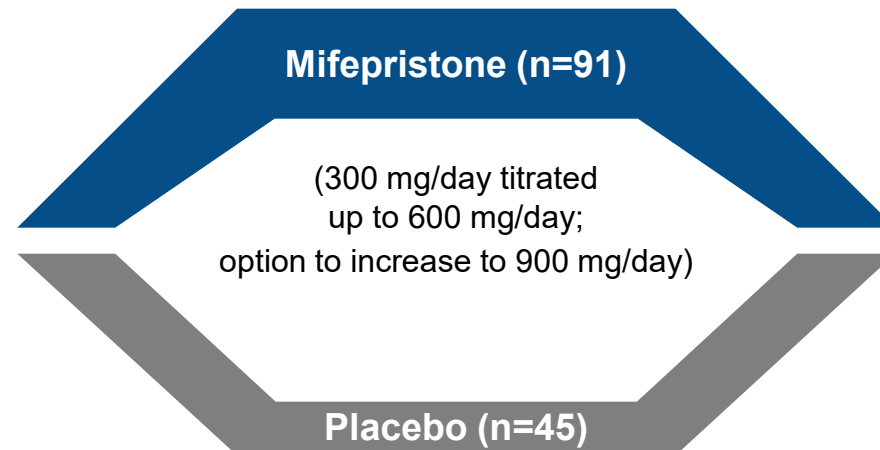 Mifepristone (n=91)
(300 mg/day titrated
up to 600 mg/day;
option to increase to 900 mg/day)
Placebo (n=45)